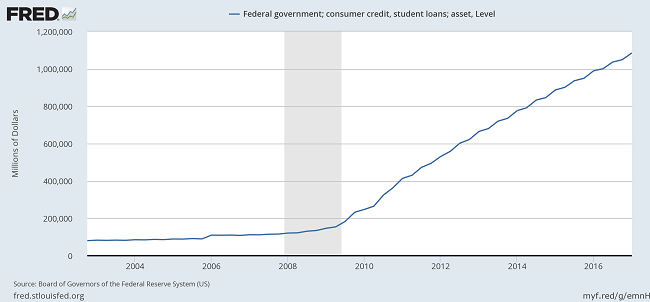 FRED
Federal government; consumer credit, student loans; asset, Level
1,200,000
1,000,000
800,000
600,000
400,000
200,000
0
Millions of Dollars
2004 2006 2008 2010 2012 2014 2016
Source: Board of Governors of the Federal Reserve System (US)
fred.stlouisfed.org myf.red/g/emnH